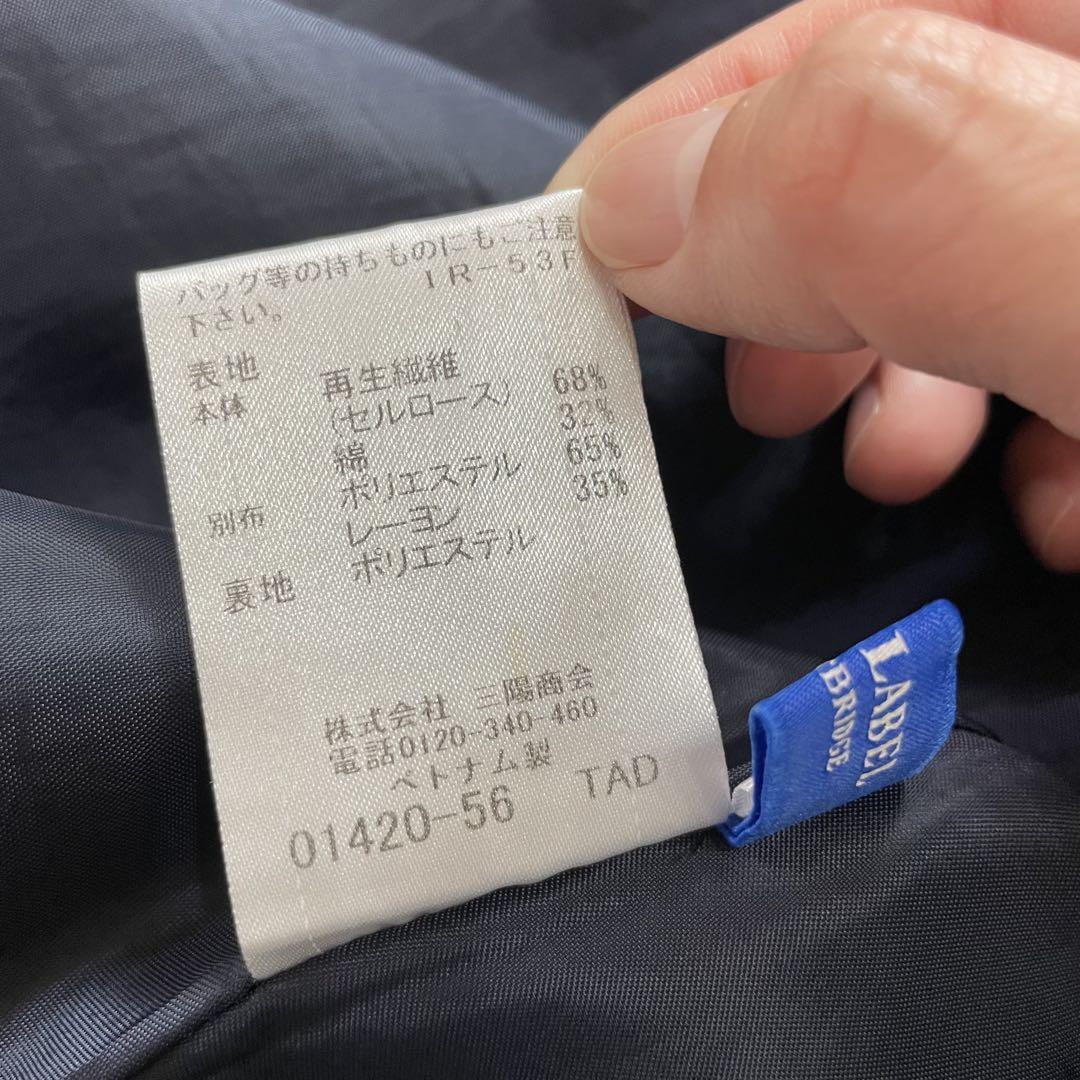 バッグ等の持ちものにもご注意
下さい。 IR-53F
表地
本体 再生繊維
(セルロース) 68%
綿 32%
別布 ポリエステル 65%
レーヨン 35%
裏地 ポリエステル
株式会社 三陽商会
電話0120-340-460
ベトナム製
01420-56 TAD
LABEL
BRIDGE